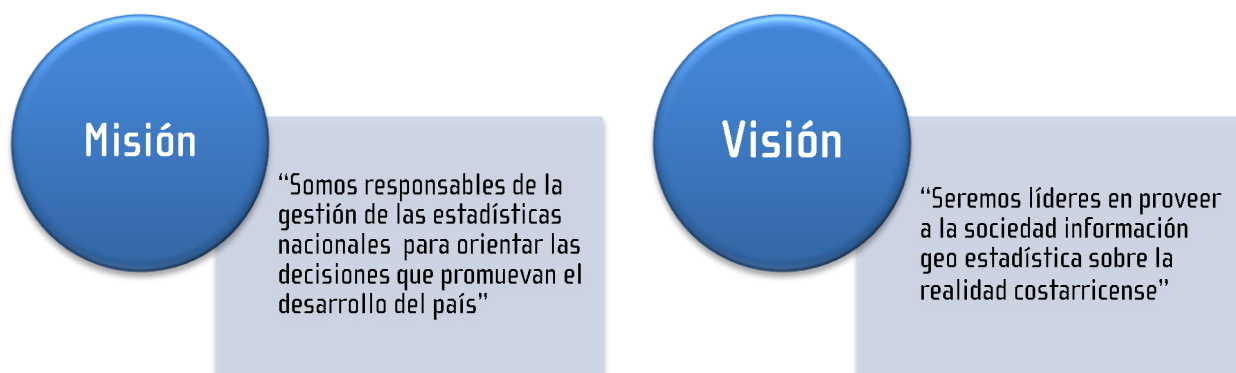 Misión
“Somos responsables de la
gestión de las estadísticas
nacionales  para orientar las
decisiones que promuevan el
desarrollo del país”
Visión
“Seremos líderes en proveer
a la sociedad información
geo estadística sobre la
realidad costarricense”